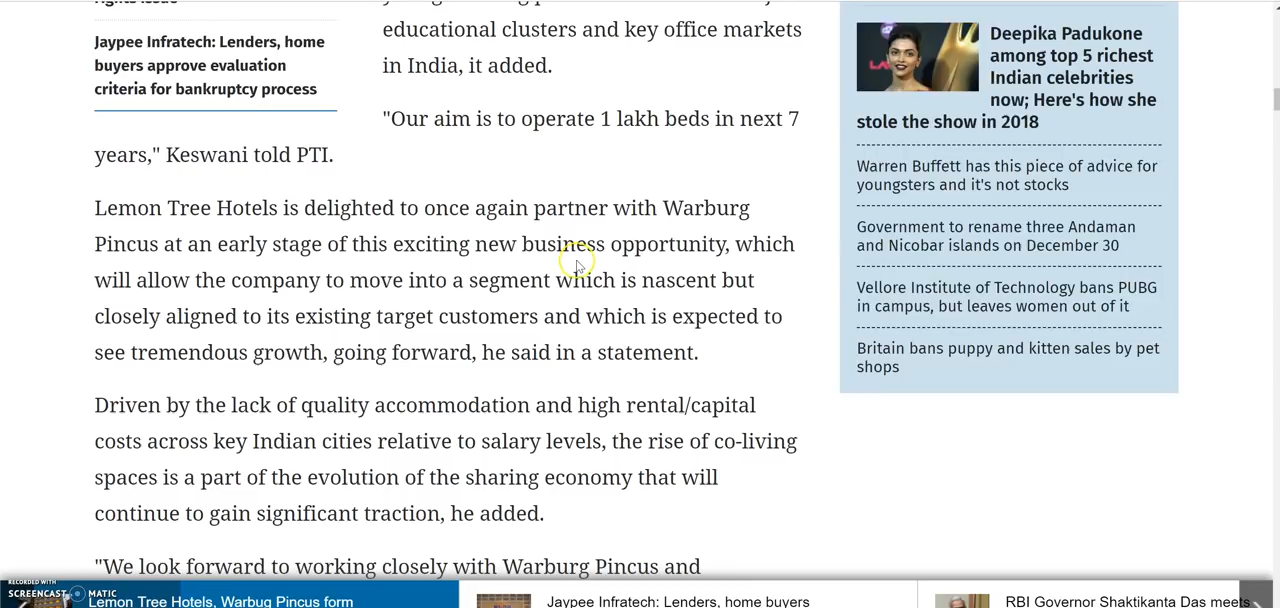 Jaypee Infratech: Lenders, home
buyers approve evaluation
criteria for bankruptcy process
educational clusters and key office markets
in India, it added.
"Our aim is to operate 1 lakh beds in next 7
years," Keswani told PTI.
Lemon Tree Hotels is delighted to once again partner with Warburg
Pincus at an early stage of this exciting new business opportunity, which
will allow the company to move into a segment which is nascent but
closely aligned to its existing target customers and which is expected to
see tremendous growth, going forward, he said in a statement.
Driven by the lack of quality accommodation and high rental/capital
costs across key Indian cities relative to salary levels, the rise of co-living
spaces is a part of the evolution of the sharing economy that will
continue to gain significant traction, he added.
"We look forward to working closely with Warburg Pincus and
Deepika Padukone
among top 5 richest
Indian celebrities
now; Here's how she
stole the show in 2018
Warren Buffett has this piece of advice for
youngsters and it's not stocks
Government to rename three Andaman
and Nicobar islands on December 30
Vellore Institute of Technology bans PUBG
in campus, but leaves women out of it
Britain bans puppy and kitten sales by pet
shops
RECORDED WITH
SCREENCAST MATIC
Lemon Tree Hotels, Warbug Pincus form
Jaypee Infratech: Lenders, home buyers
RBI Governor Shaktikanta Das meets